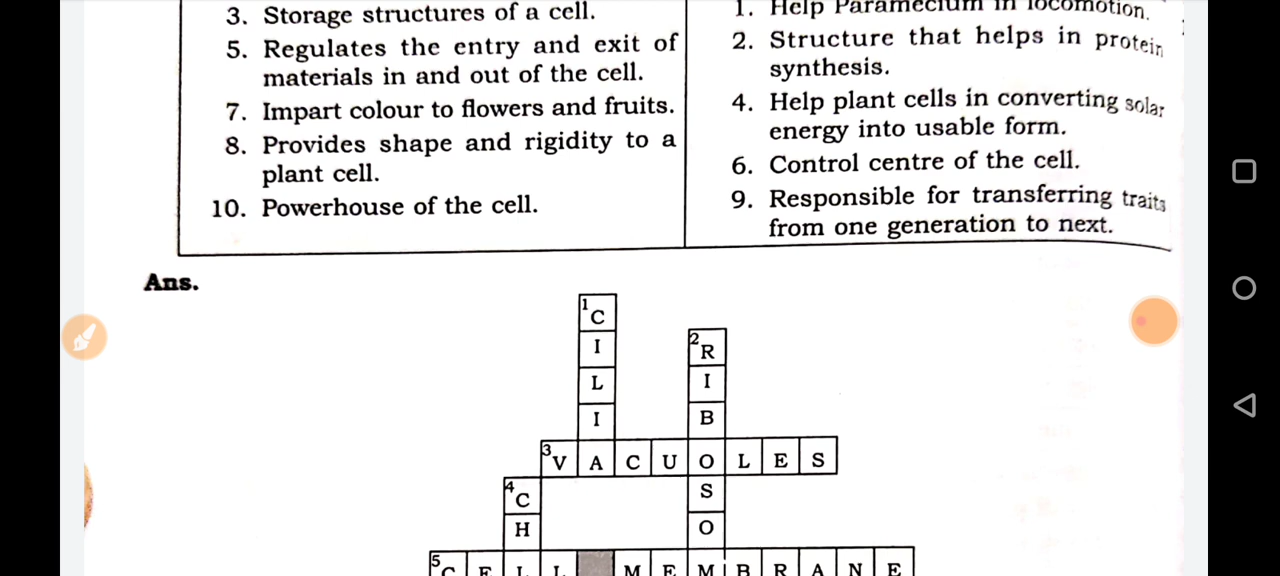 3. Storage structures of a cell.
5. Regulates the entry and exit of
materials in and out of the cell.
7. Impart colour to flowers and fruits.
8. Provides shape and rigidity to a
plant cell.
10. Powerhouse of the cell.
1. Help Paramecium in locomotion.
2. Structure that helps in protein
synthesis.
4. Help plant cells in converting solar
energy into usable form.
6. Control centre of the cell.
9. Responsible for transferring traits
from one generation to next.
Ans.
1 C
I 2 R
L I
I B
3 V A C U O L E S
4 C S
H O
5 C E L L M E M B R A N E